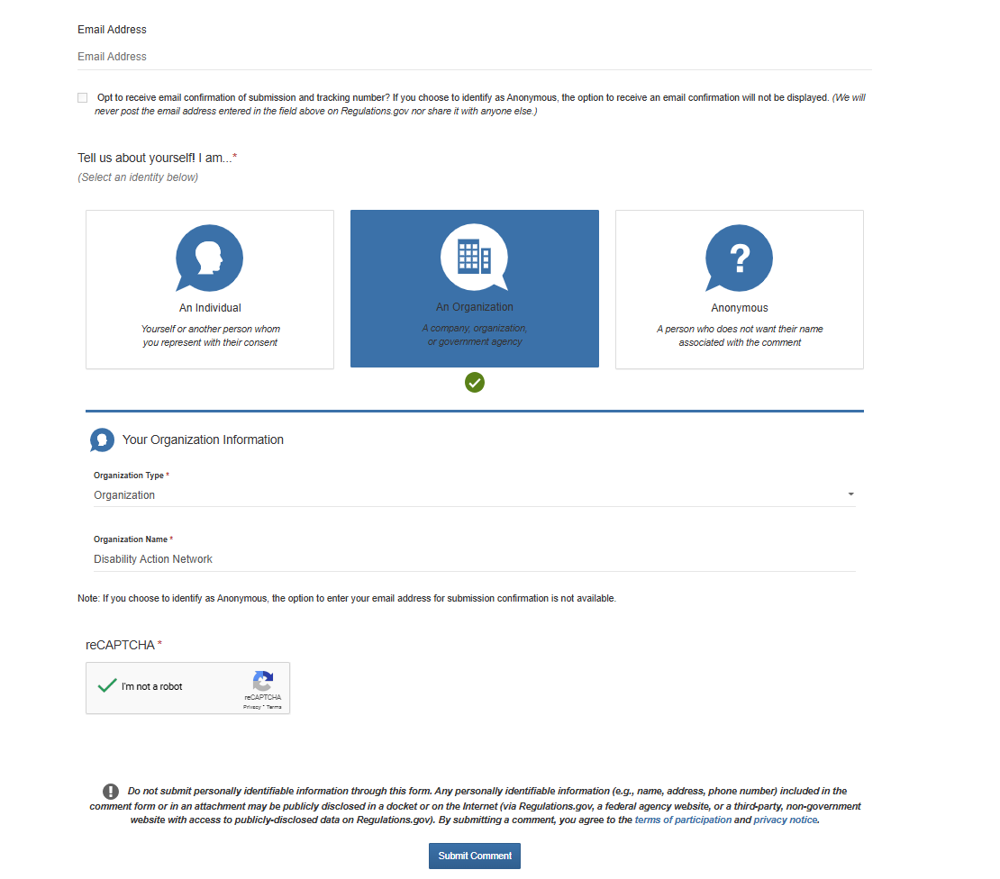 Email Address
Email Address
Opt to receive email confirmation of submission and tracking number? If you choose to identify as Anonymous, the option to receive an email confirmation will not be displayed. (We will
never post the email address entered in the field above on Regulations.gov nor share it with anyone else.)
Tell us about yourself! I am...*
(Select an identity below)
An Individual
Yourself or another person whom
you represent with their consent
An Organization
A company, organization,
or government agency
?
Anonymous
A person who does not want their name
associated with the comment
Your Organization Information
Organization Type *
Organization
Organization Name *
Disability Action Network
Note: If you choose to identify as Anonymous, the option to enter your email address for submission confirmation is not available.
reCAPTCHA *
I'm not a robot
reCAPTCHA
Privacy - Terms
! Do not submit personally identifiable information through this form. Any personally identifiable information (e.g., name, address, phone number) included in the
comment form or in an attachment may be publicly disclosed in a docket or on the Internet (via Regulations.gov, a federal agency website, or a third-party, non-government
website with access to publicly-disclosed data on Regulations.gov). By submitting a comment, you agree to the terms of participation and privacy notice.
Submit Comment